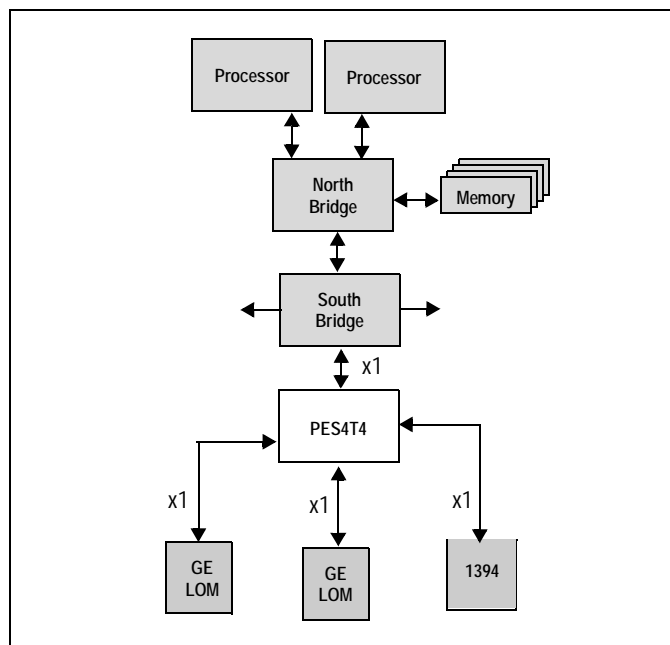 Processor
Processor
North
Bridge
Memory
South
Bridge
x1
PES4T4
x1
x1
x1
GE
LOM
GE
LOM
1394